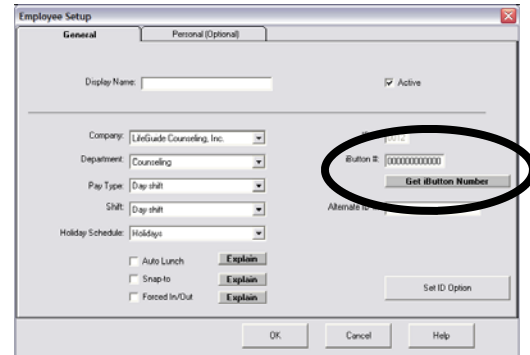 Employee Setup
General Personal (Optional)
Display Name: Active
Company: LifeGuide Counseling, Inc. 0012
Department: Counseling iButton #: 000000000000
Pay Type: Day shift Get iButton Number
Shift: Day shift Alternate ID
Holiday Schedule: Holidays
Auto Lunch Explain
Snap-to Explain
Forced In/Out Explain
Set ID Option
OK Cancel Help